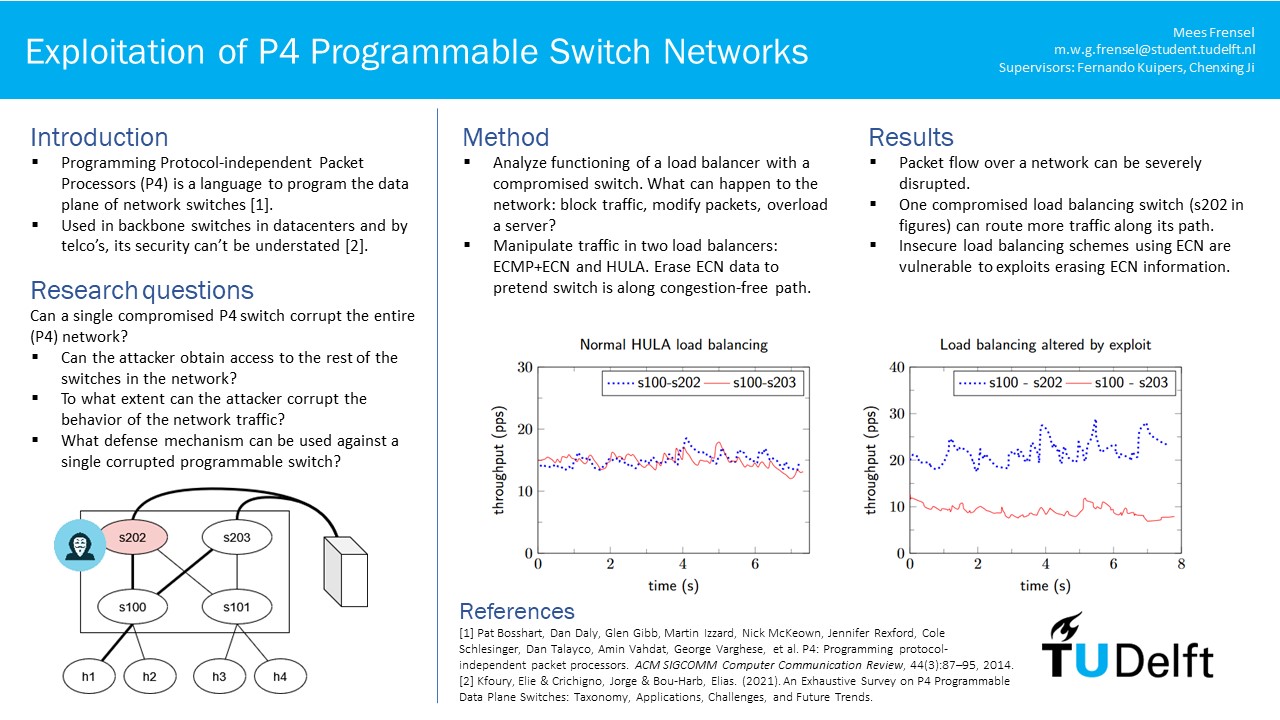 Exploitation of P4 Programmable Switch Networks
Mees Frensel
m.w.g.frensel@student.tudelft.nl
Supervisors: Fernando Kuipers, Chenxing Ji
Introduction
▪ Programming Protocol-independent Packet
Processors (P4) is a language to program the data
plane of network switches [1].
▪ Used in backbone switches in datacenters and by
telco's, its security can't be understated [2].
Research questions
Can a single compromised P4 switch corrupt the entire
(P4) network?
▪ Can the attacker obtain access to the rest of the
switches in the network?
▪ To what extent can the attacker corrupt the
behavior of the network traffic?
▪ What defense mechanism can be used against a
single corrupted programmable switch?
s202
s203
s100
s101
h1
h2
h3
h4
Method
▪ Analyze functioning of a load balancer with a
compromised switch. What can happen to the
network: block traffic, modify packets, overload
a server?
▪ Manipulate traffic in two load balancers:
ECMP+ECN and HULA. Erase ECN data to
pretend switch is along congestion-free path.
Results
▪ Packet flow over a network can be severely
disrupted.
▪ One compromised load balancing switch (s202 in
figures) can route more traffic along its path.
▪ Insecure load balancing schemes using ECN are
vulnerable to exploits erasing ECN information.
Normal HULA load balancing
s100-s202 s100-s203
throughput (pps)
30
20
10
0
0 2 4 6
time (s)
Load balancing altered by exploit
s100 - s202 s100 - s203
throughput (pps)
40
30
20
10
0
0 2 4 6 8
time (s)
References
[1] Pat Bosshart, Dan Daly, Glen Gibb, Martin Izzard, Nick McKeown, Jennifer Rexford, Cole
Schlesinger, Dan Talayco, Amin Vahdat, George Varghese, et al. P4: Programming protocol-
independent packet processors. ACM SIGCOMM Computer Communication Review, 44(3):87–95, 2014.
[2] Kfoury, Elie & Crichigno, Jorge & Bou-Harb, Elias. (2021). An Exhaustive Survey on P4 Programmable
Data Plane Switches: Taxonomy, Applications, Challenges, and Future Trends.
TUDelft